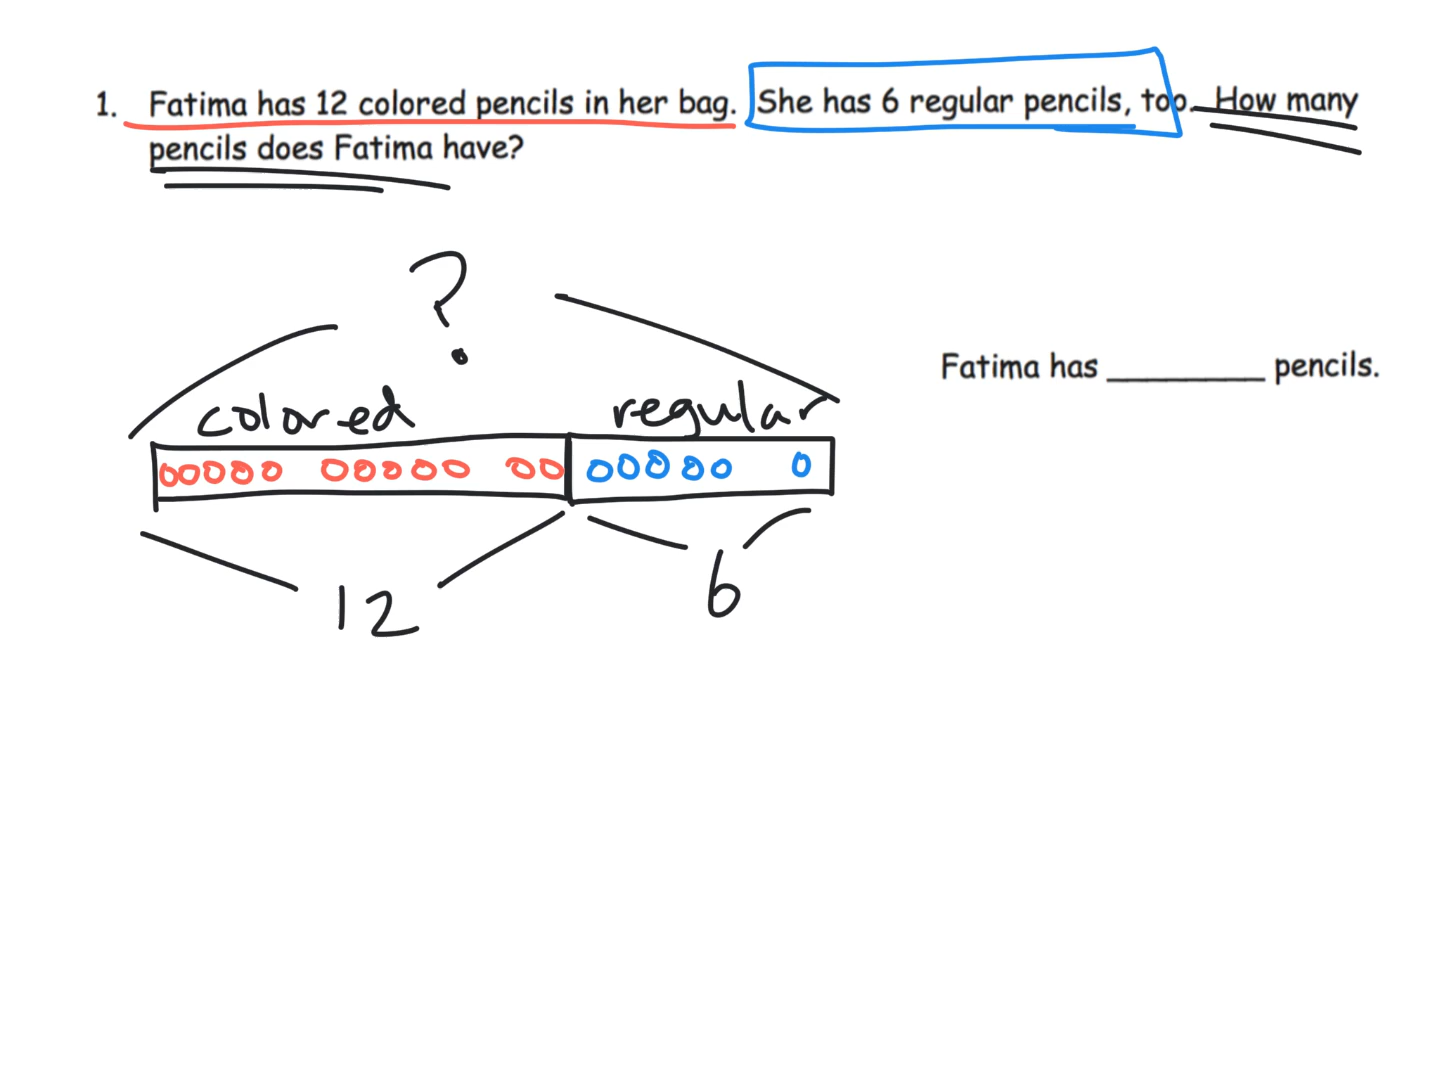 1. Fatima has 12 colored pencils in her bag. She has 6 regular pencils, too. How many
pencils does Fatima have?
?
Fatima has __________ pencils.
colored regular
12 6